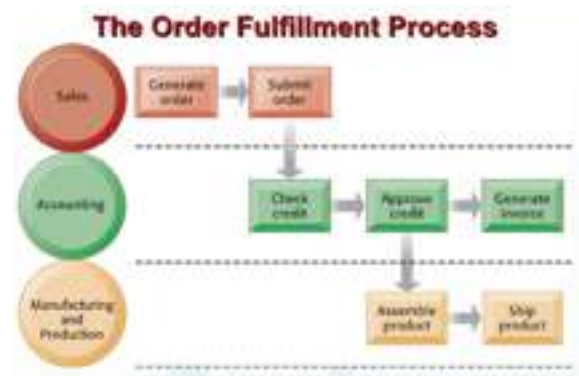 The Order Fulfillment Process
Sales
Generate
order
Submit
order
Accounting
Check
credit
Approve
credit
Generate
invoice
Manufacturing
and
Production
Assemble
product
Ship
product